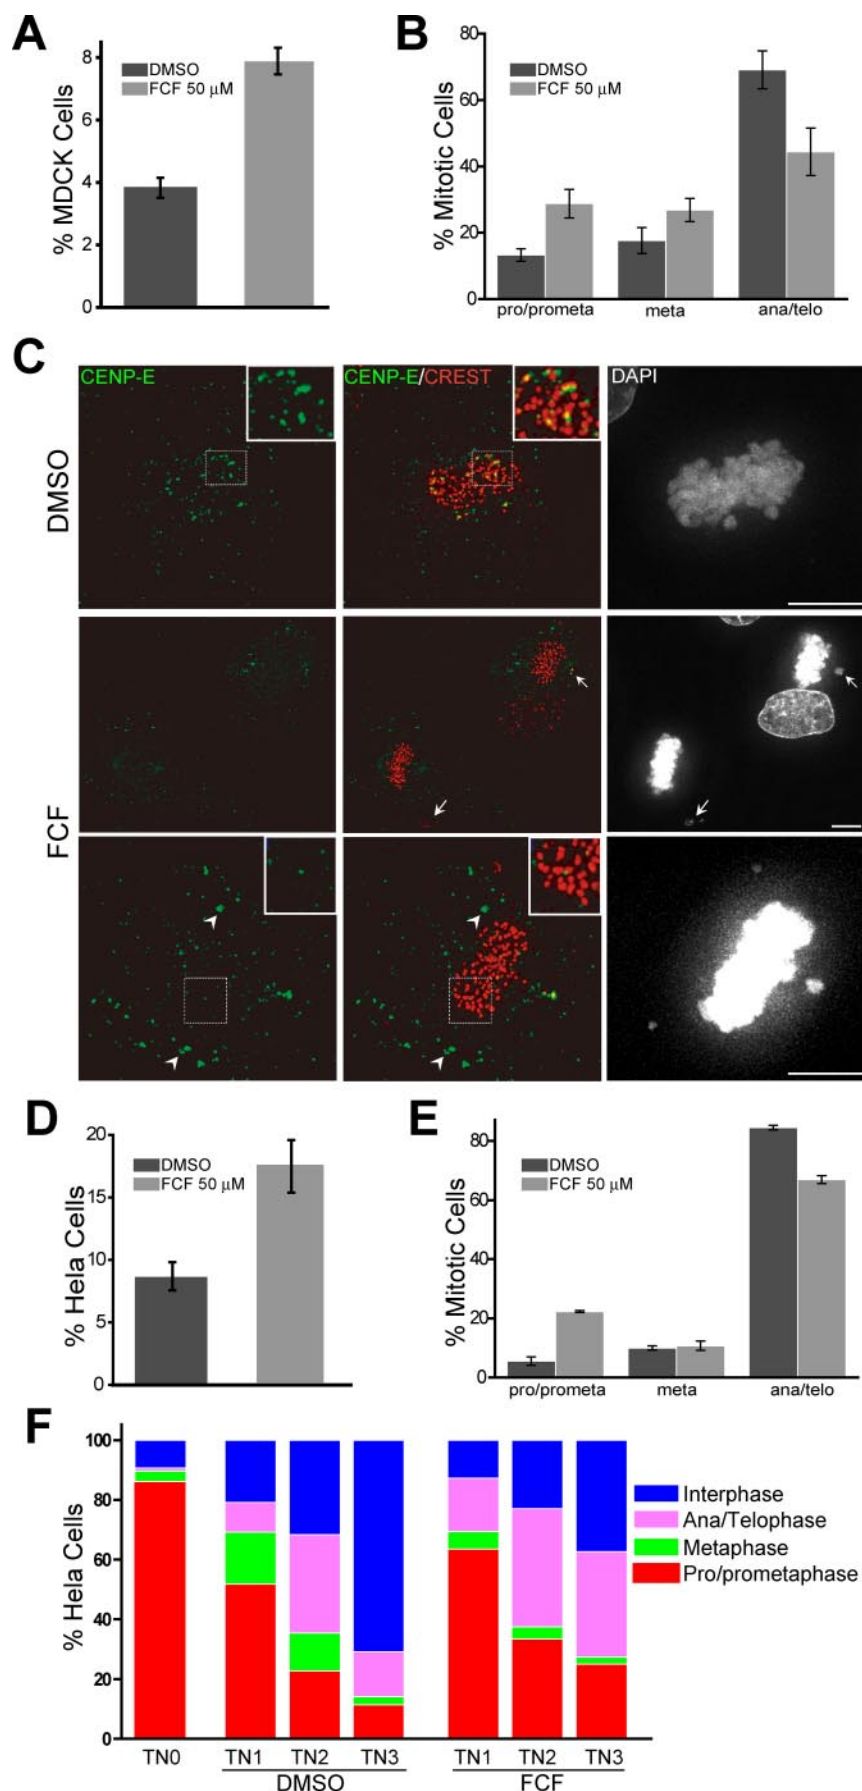 A
% MDCK Cells
8
6
4
2
0
DMSO
FCF 50 μM
B
% Mitotic Cells
80
60
40
20
0
DMSO
FCF 50 μM
pro/prometa meta ana/telo
C
CENP-E
CENP-E/CREST
DAPI
DMSO
FCF
D
% Hela Cells
20
15
10
5
0
DMSO
FCF 50 μM
E
% Mitotic Cells
80
60
40
20
0
DMSO
FCF 50 μM
pro/prometa meta ana/telo
F
% Hela Cells
100
80
60
40
20
0
Interphase
Ana/Telophase
Metaphase
Pro/prometaphase
TN0 TN1 TN2 TN3 TN1 TN2 TN3
DMSO FCF